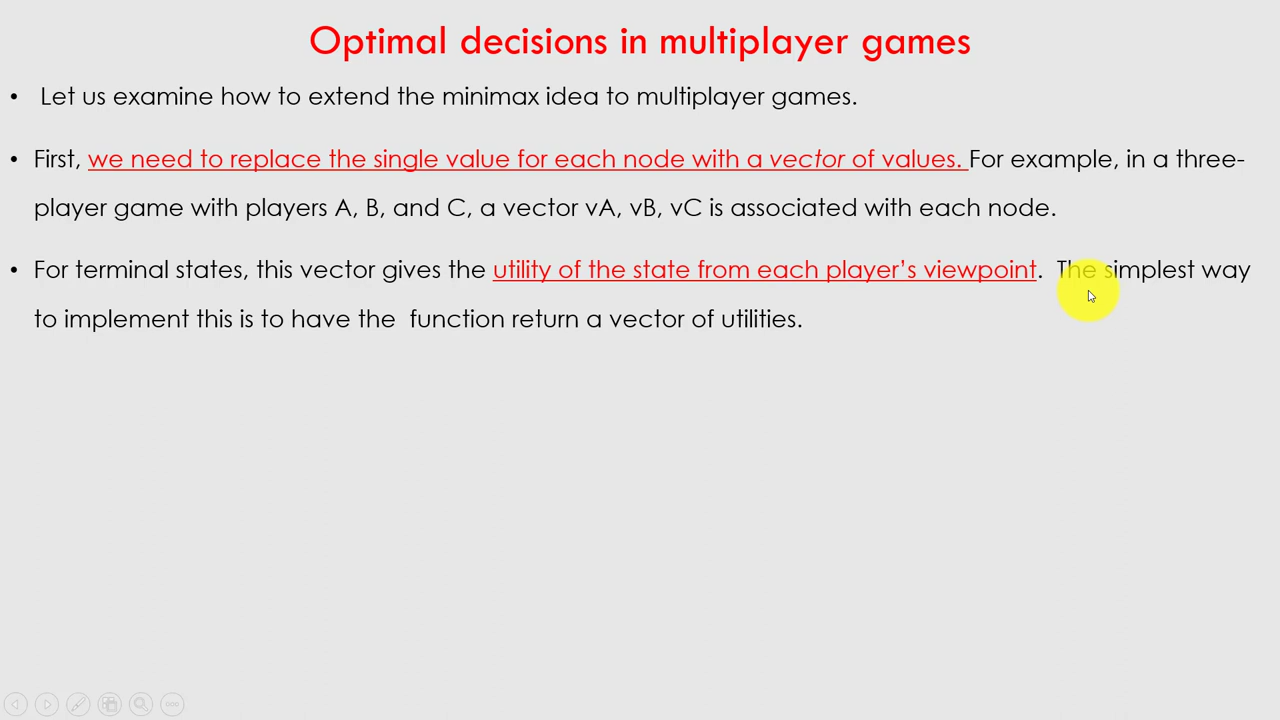 Optimal decisions in multiplayer games
• Let us examine how to extend the minimax idea to multiplayer games.
• First, we need to replace the single value for each node with a vector of values. For example, in a three-
player game with players A, B, and C, a vector vA, vB, vC is associated with each node.
• For terminal states, this vector gives the utility of the state from each player’s viewpoint. The simplest way
to implement this is to have the function return a vector of utilities.